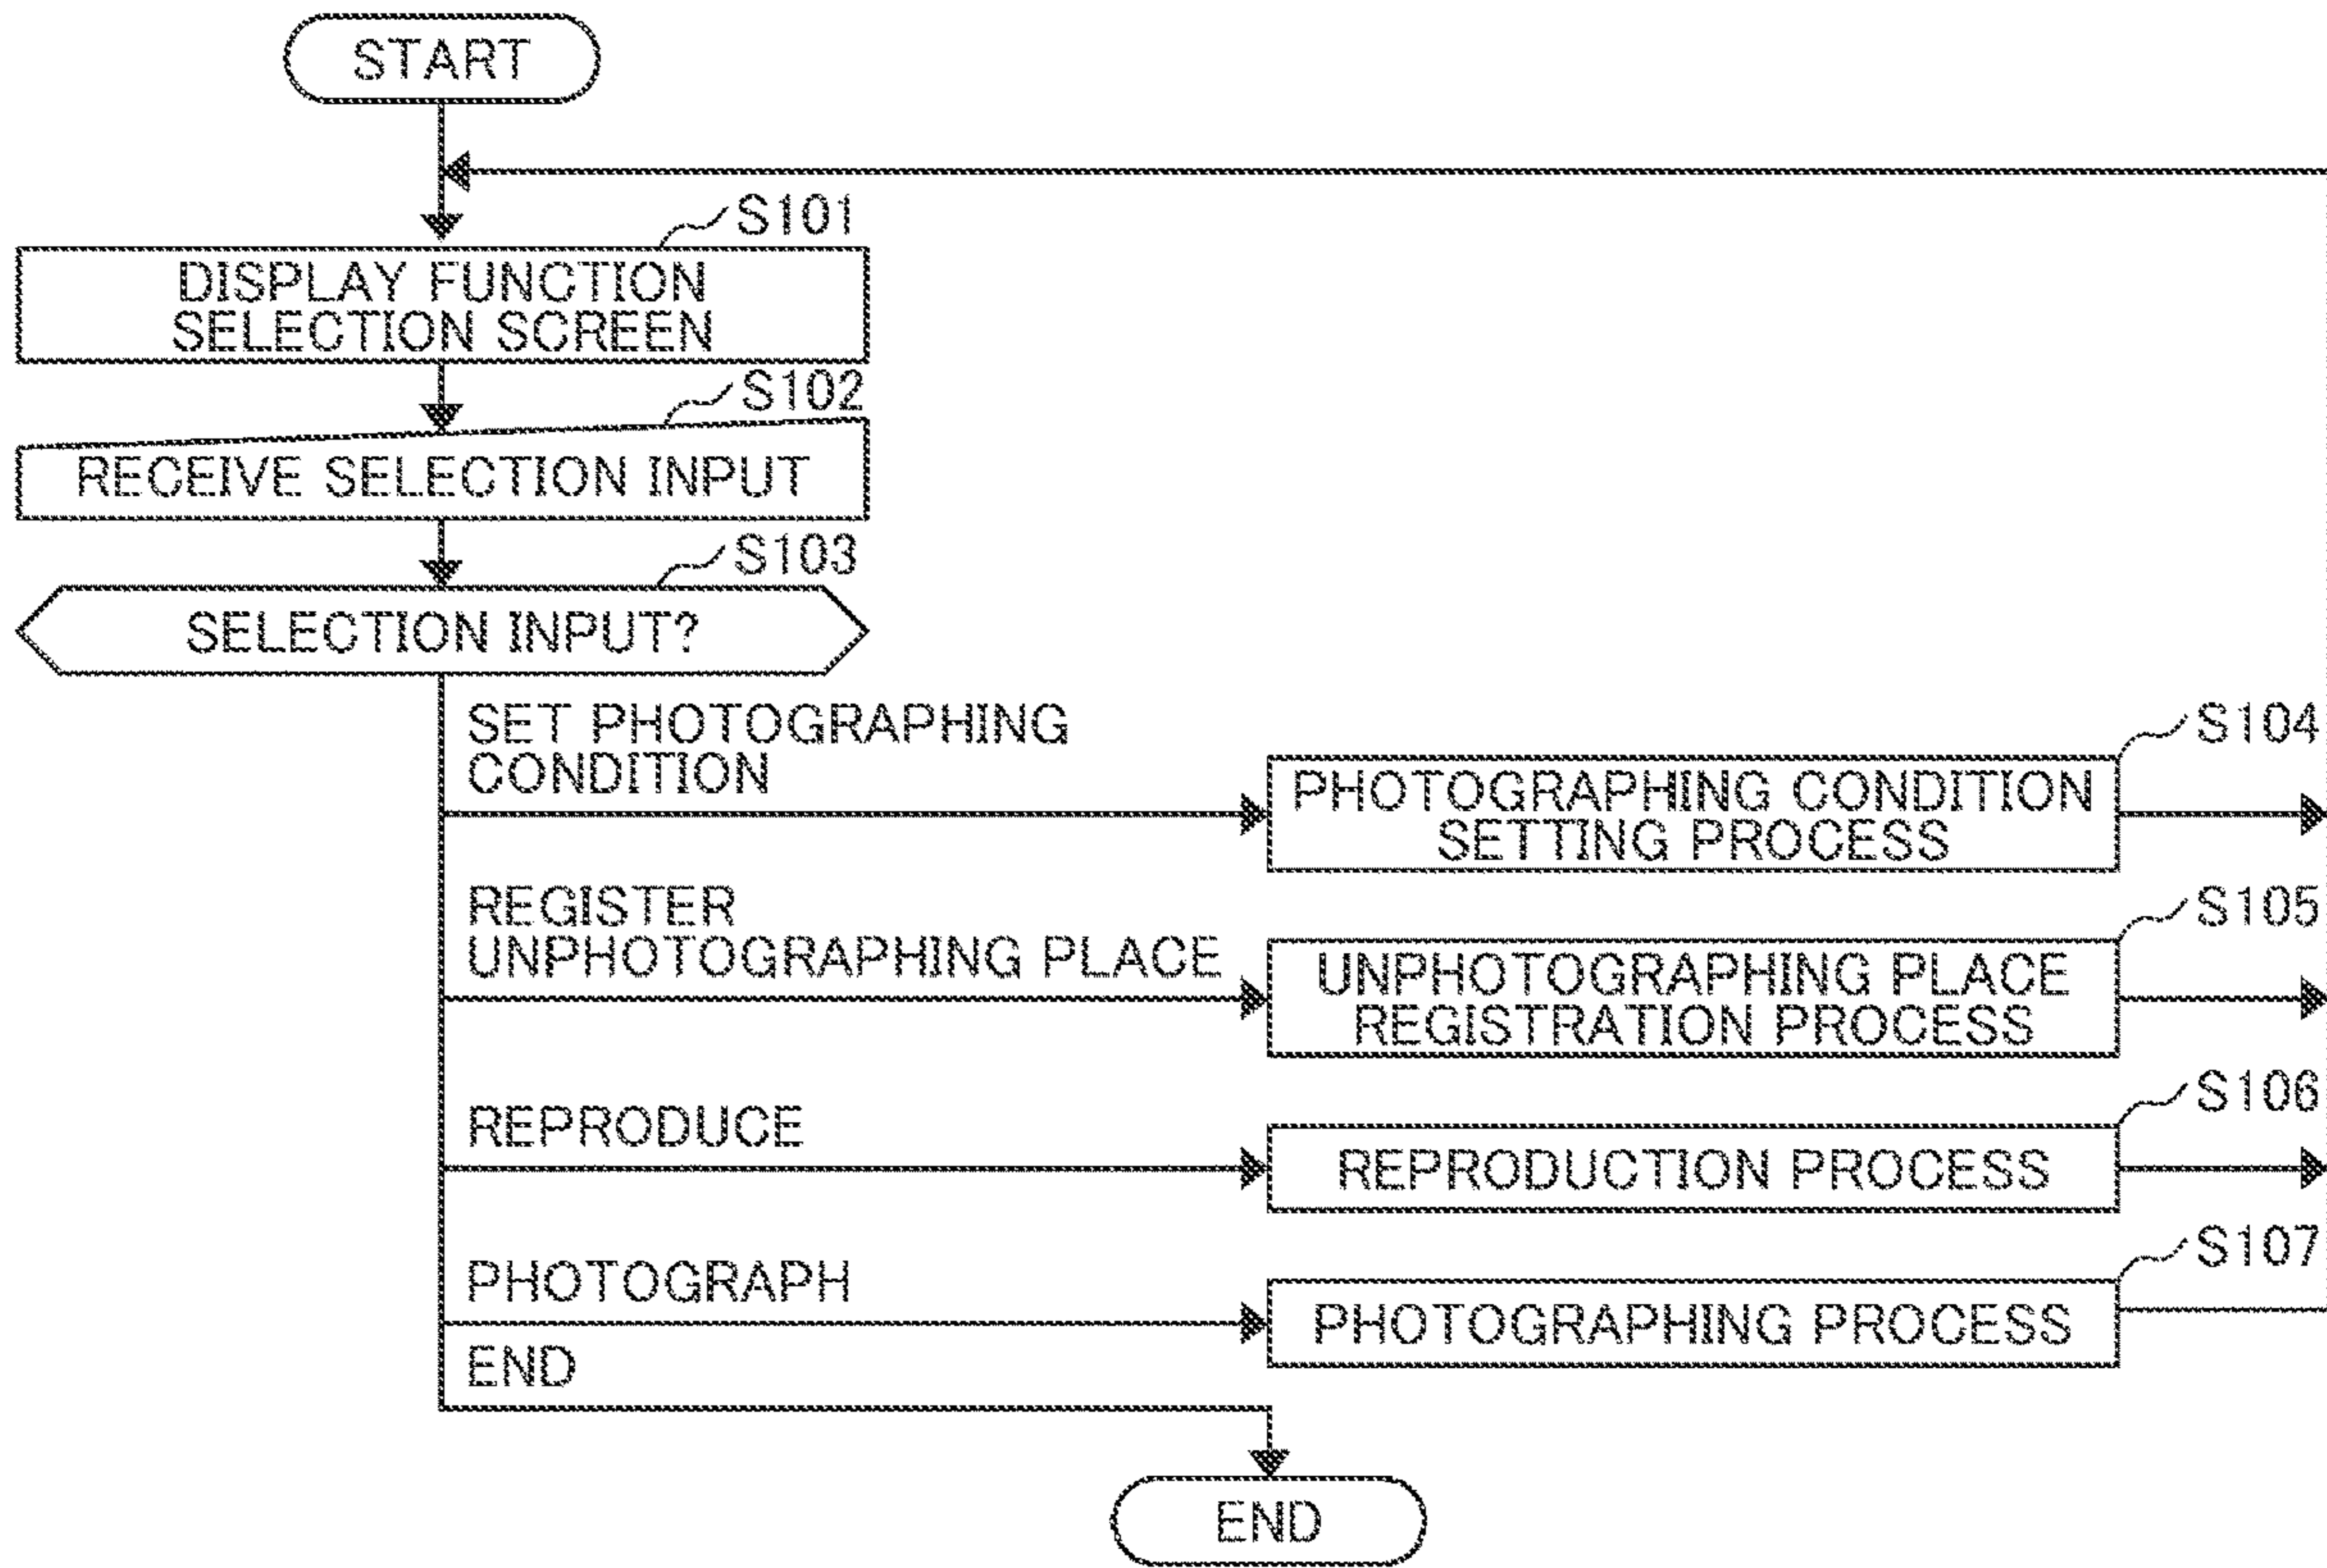 START
S101
DISPLAY FUNCTION
SELECTION SCREEN
S102
RECEIVE SELECTION INPUT
S103
SELECTION INPUT?
SET PHOTOGRAPHING
CONDITION
S104
PHOTOGRAPHING CONDITION
SETTING PROCESS
REGISTER
UNPHOTOGRAPHING PLACE
S105
UNPHOTOGRAPHING PLACE
REGISTRATION PROCESS
REPRODUCE
S106
REPRODUCTION PROCESS
PHOTOGRAPH
S107
PHOTOGRAPHING PROCESS
END
END